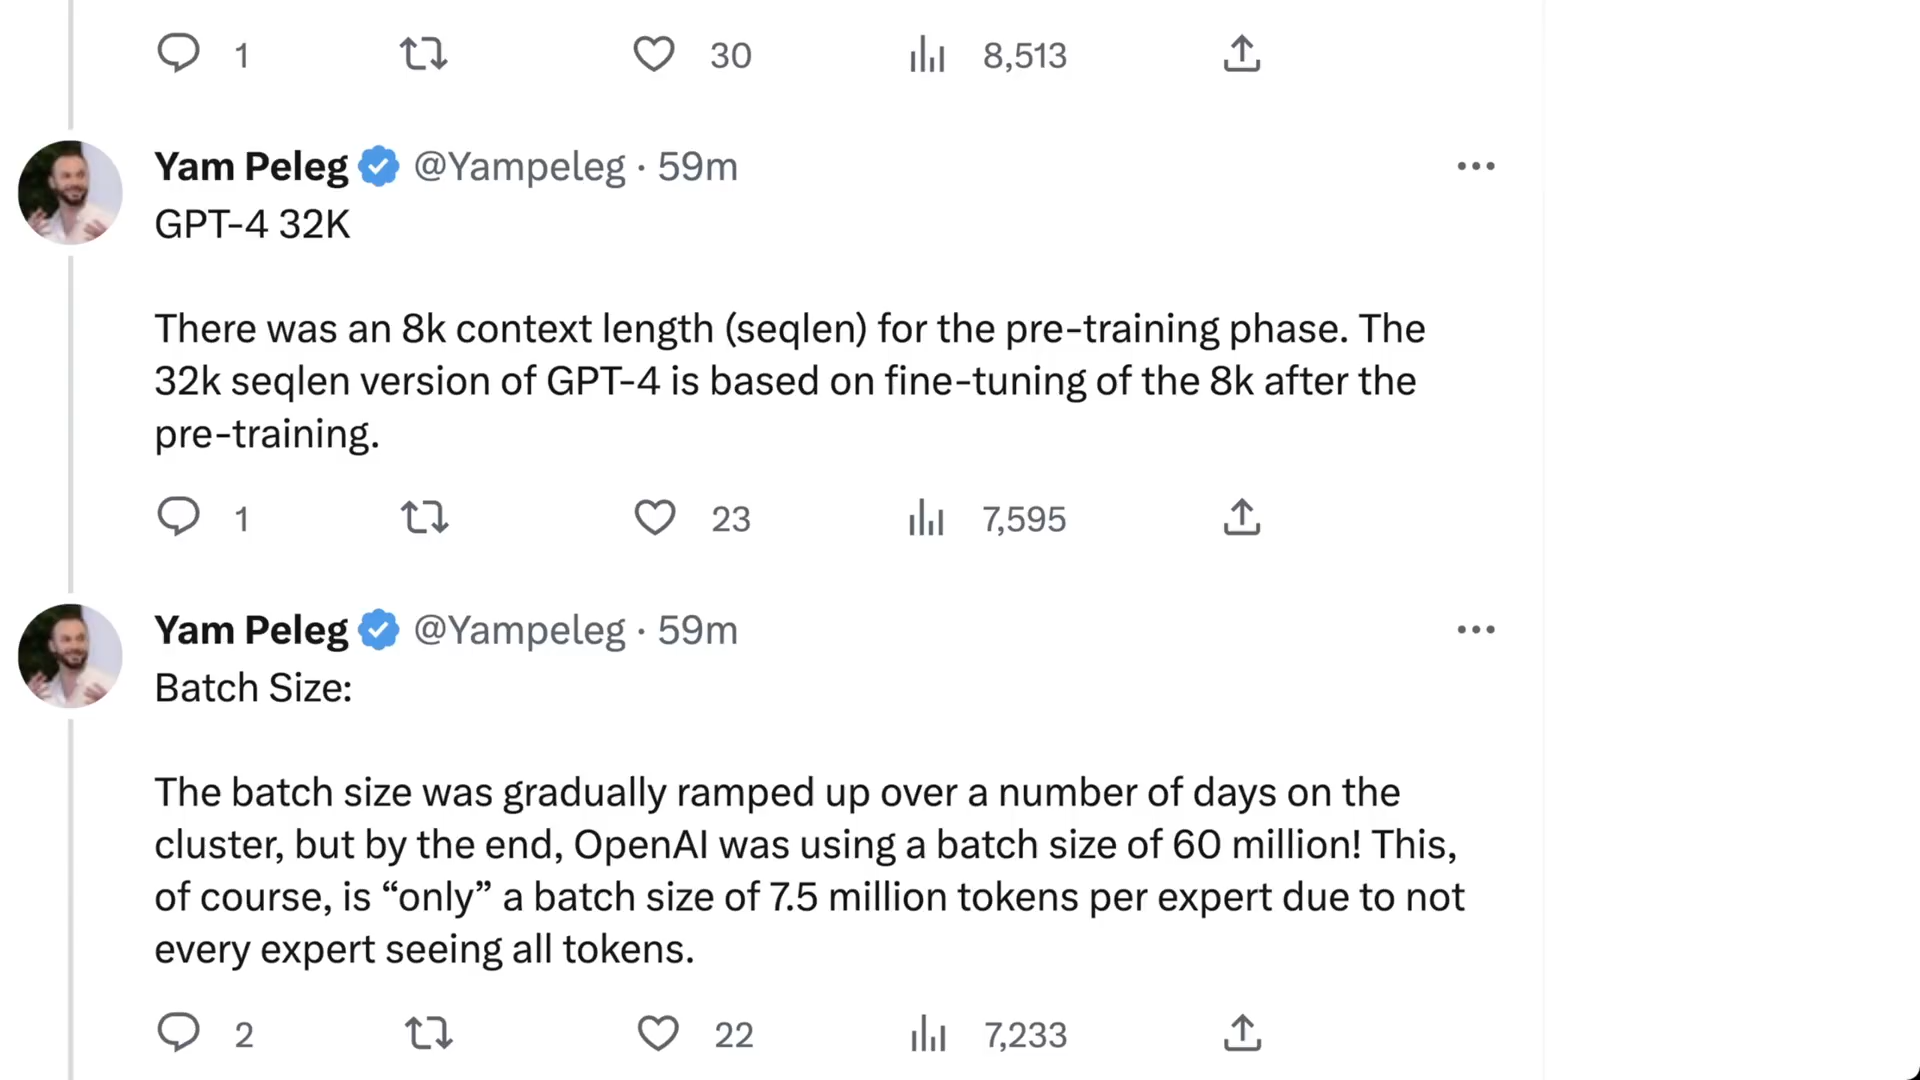 1 30 8,513
Yam Peleg @Yampeleg · 59m
GPT-4 32K
There was an 8k context length (seqlen) for the pre-training phase. The
32k seqlen version of GPT-4 is based on fine-tuning of the 8k after the
pre-training.
1 23 7,595
Yam Peleg @Yampeleg · 59m
Batch Size:
The batch size was gradually ramped up over a number of days on the
cluster, but by the end, OpenAI was using a batch size of 60 million! This,
of course, is “only” a batch size of 7.5 million tokens per expert due to not
every expert seeing all tokens.
2 22 7,233